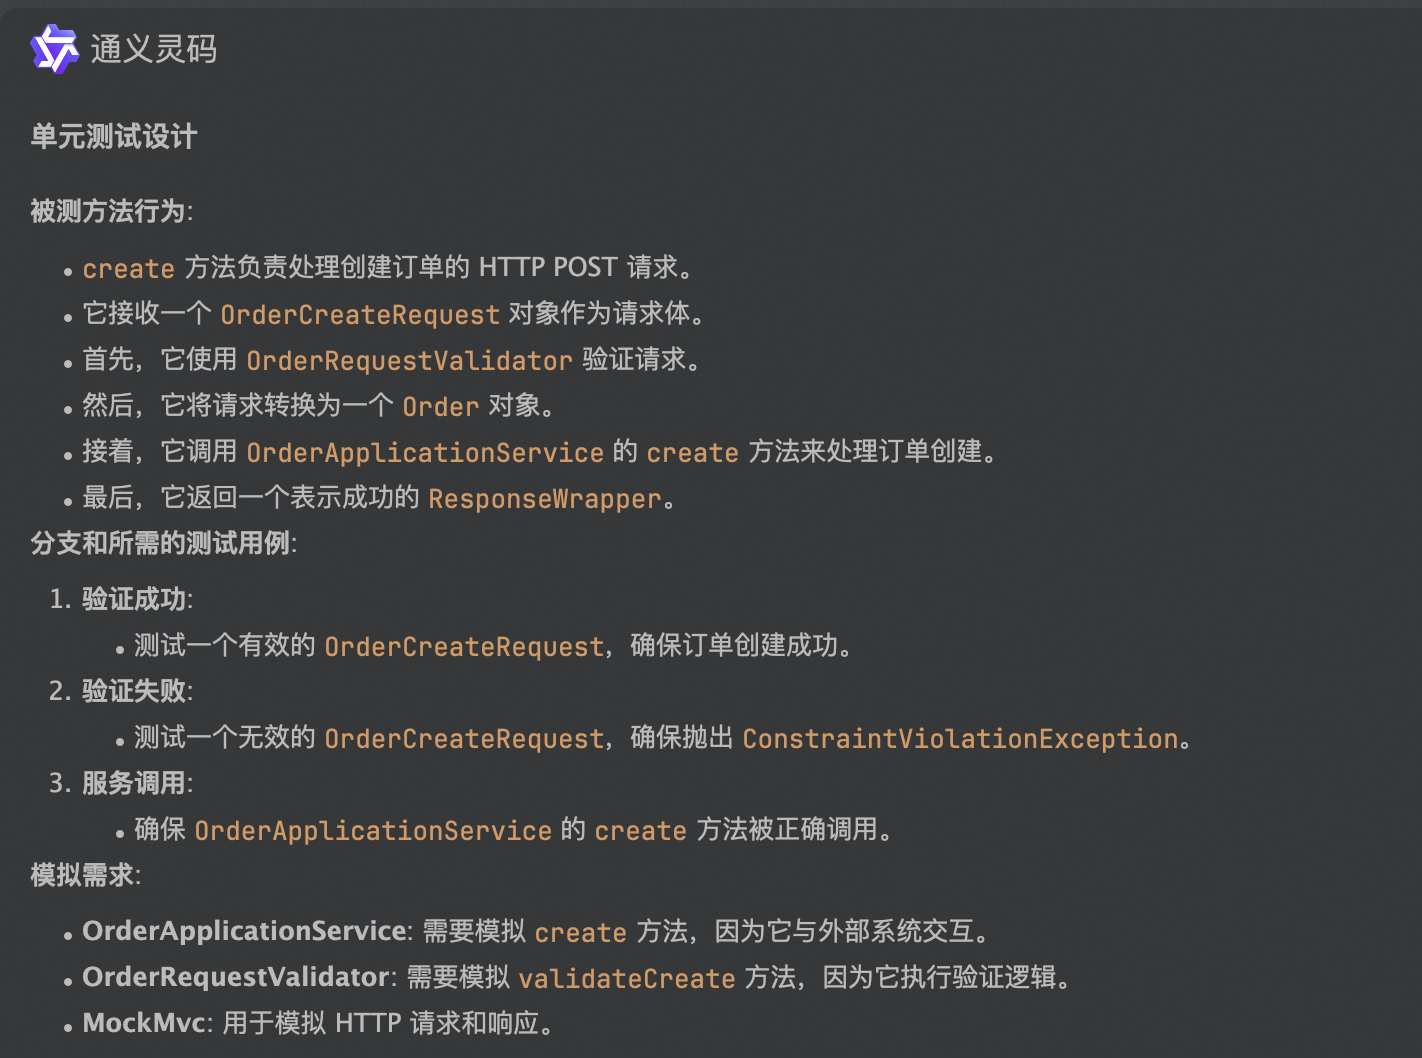 通义灵码
单元测试设计
被测方法行为:
• create 方法负责处理创建订单的 HTTP POST 请求。
• 它接收一个 OrderCreateRequest 对象作为请求体。
• 首先，它使用 OrderRequestValidator 验证请求。
• 然后，它将请求转换为一个 Order 对象。
• 接着，它调用 OrderApplicationService 的 create 方法来处理订单创建。
• 最后，它返回一个表示成功的 ResponseWrapper。
分支和所需的测试用例:
1. 验证成功:
• 测试一个有效的 OrderCreateRequest，确保订单创建成功。
2. 验证失败:
• 测试一个无效的 OrderCreateRequest，确保抛出 ConstraintViolationException。
3. 服务调用:
• 确保 OrderApplicationService 的 create 方法被正确调用。
模拟需求:
• OrderApplicationService: 需要模拟 create 方法，因为它与外部系统交互。
• OrderRequestValidator: 需要模拟 validateCreate 方法，因为它执行验证逻辑。
• MockMvc: 用于模拟 HTTP 请求和响应。